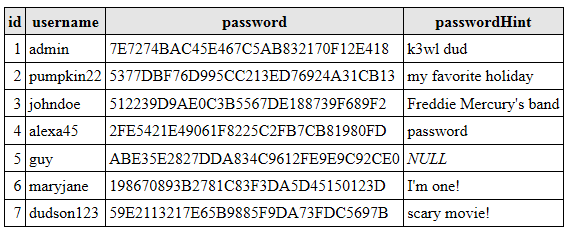 id username password passwordHint
1 admin 7E7274BAC45E467C5AB832170F12E418 k3wl dud
2 pumpkin22 5377DBF76D995CC213ED76924A31CB13 my favorite holiday
3 johndoe 512239D9AE0C3B5567DE188739F689F2 Freddie Mercury's band
4 alexa45 2FE5421E49061F8225C2FB7CB81980FD password
5 guy ABE35E2827DDA834C9612FE9E9C92CE0 NULL
6 maryjane 198670893B2781C83F3DA5D45150123D I'm one!
7 dudson123 59E2113217E65B9885F9DA73FDC5697B scary movie!